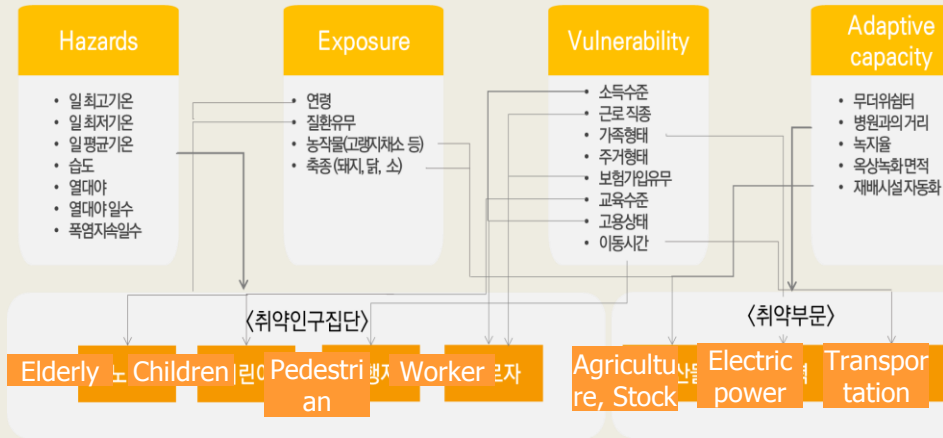 Hazards
• 일 최고기온
• 일 최저기온
• 일 평균기온
• 습도
• 열대야
• 열대야 일수
• 폭염지속일수
Exposure
• 연령
• 질환유무
• 농작물(고랭지채소 등)
• 축종 (돼지, 닭, 소)
Vulnerability
• 소득수준
• 근로 직종
• 가족형태
• 주거형태
• 보험가입유무
• 교육수준
• 고용상태
• 이동시간
Adaptive
capacity
• 무더위쉼터
• 병원과의 거리
• 녹지율
• 옥상녹화 면적
• 재배시설 자동화
<취약인구집단>
Elderly
Children
Pedestri
an
Worker
<취약부문>
Agricultu
re, Stock
Electric
power
Transpor
tation